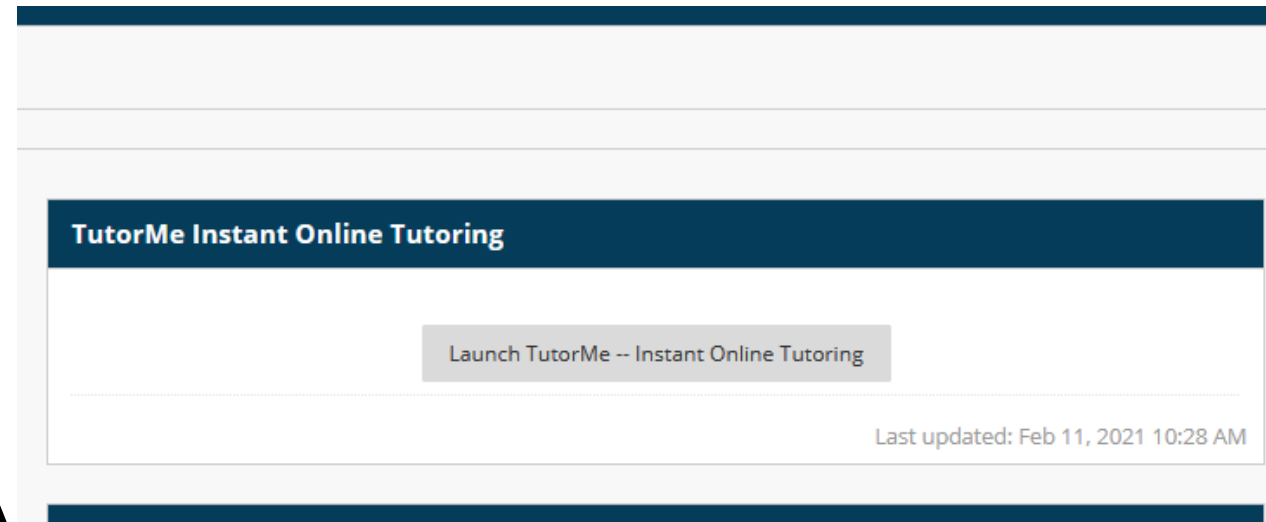 TutorMe Instant Online Tutoring
Launch TutorMe -- Instant Online Tutoring
Last updated: Feb 11, 2021 10:28 AM